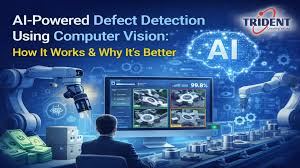 AI-Powered Defect Detection
Using Computer Vision:
How It Works & Why It's Better
TRIDENT
AI
99.8%